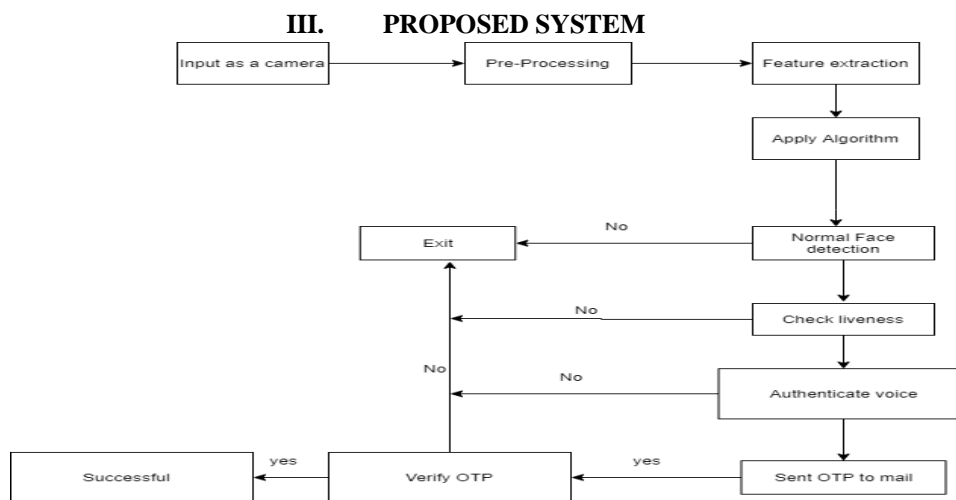 III. PROPOSED SYSTEM
Input as a camera
Pre-Processing
Feature extraction
Apply Algorithm
No
Exit
Normal Face
detection
No
Check liveness
No
No
Authenticate voice
yes
yes
Successful
Verify OTP
Sent OTP to mail